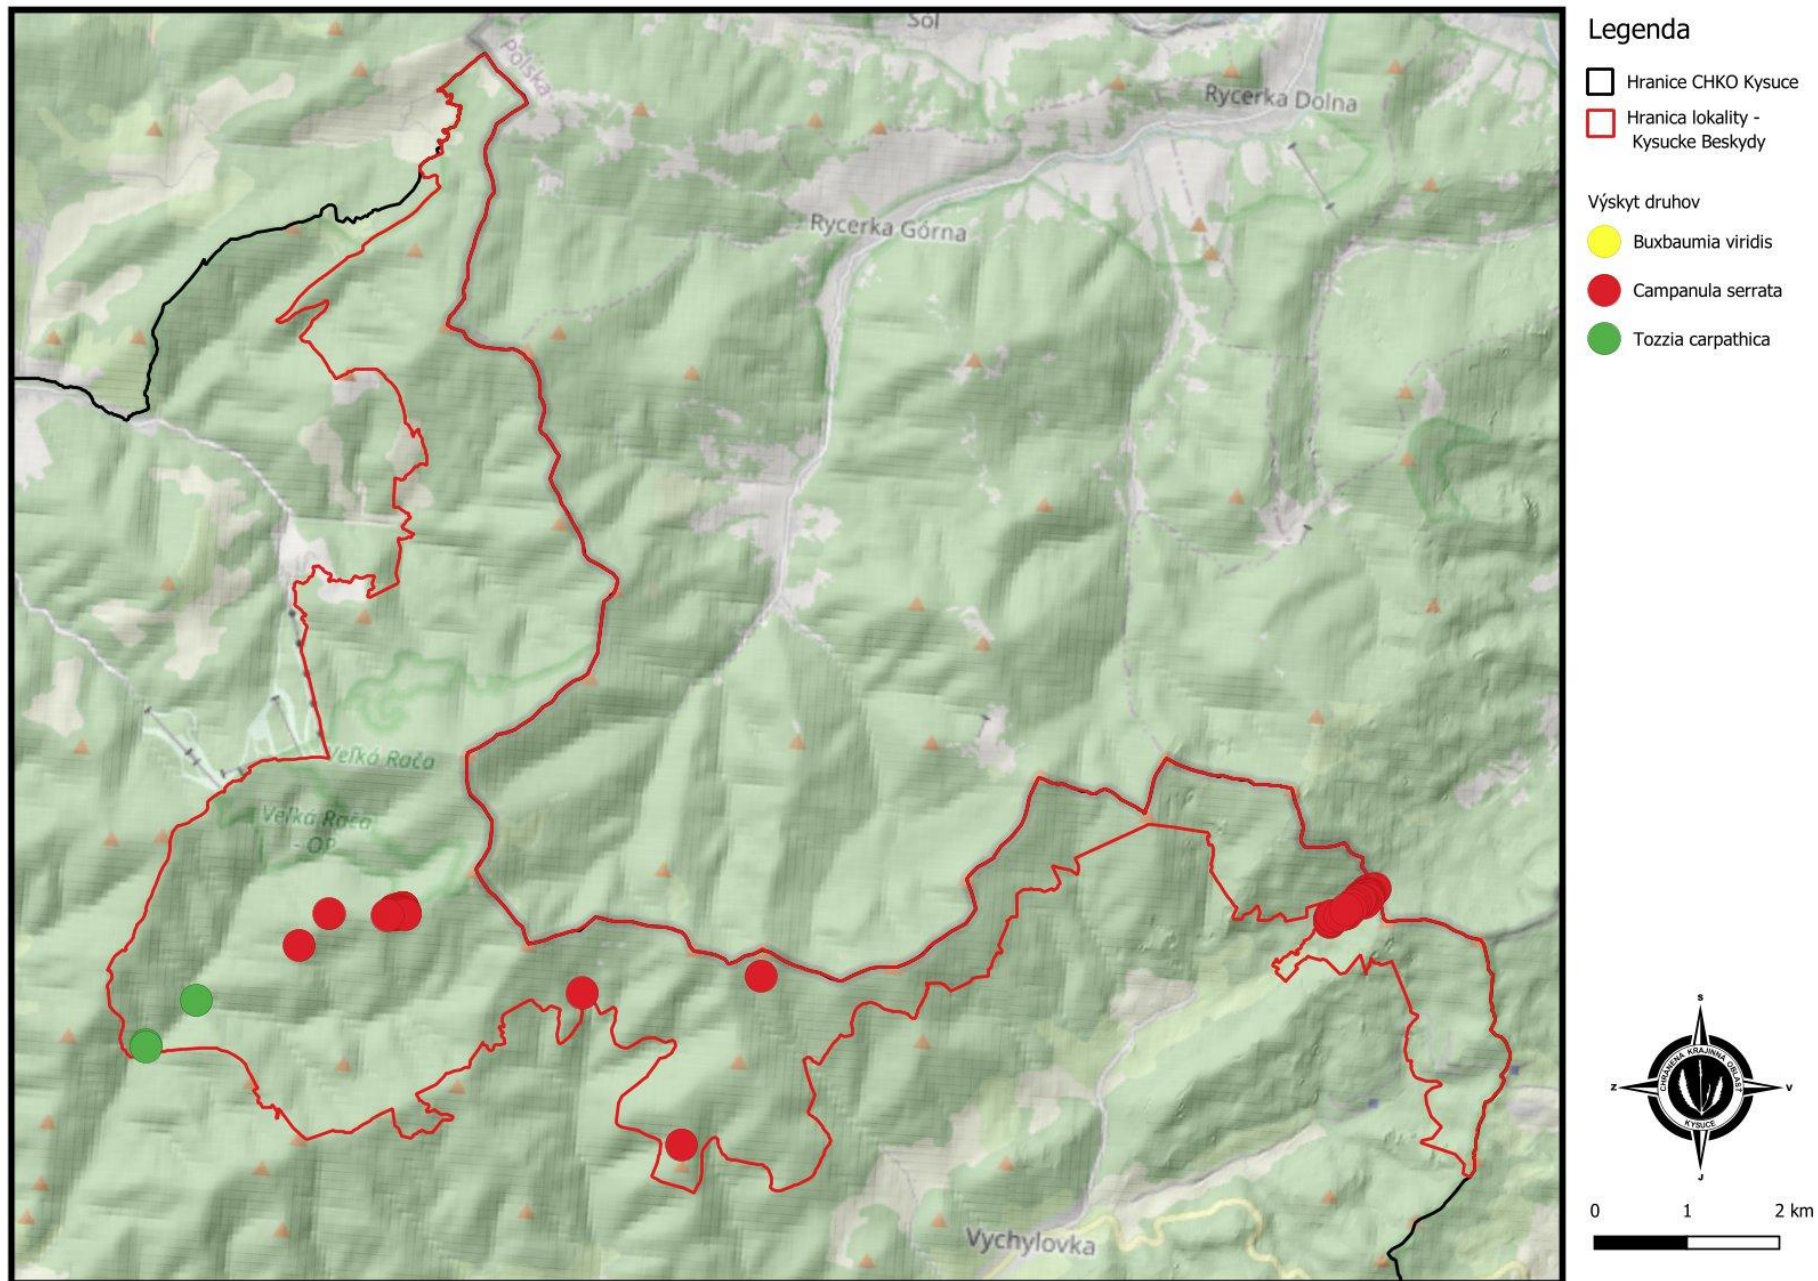 Sól
Polska
Rycerka Dolna
Rycerka Górna
Veľká Rača
Veľká Rača
- OP
Vychylovka
Legenda
Hranice CHKO Kysuce
Hranica lokality -
Kysucke Beskydy
Výskyt druhov
Buxbaumia viridis
Campanula serrata
Tozzia carpathica
S
Z
V
J
CHRÁNENÁ KRAJINNÁ OBLASŤ
KYSUCE
0 1 2 km